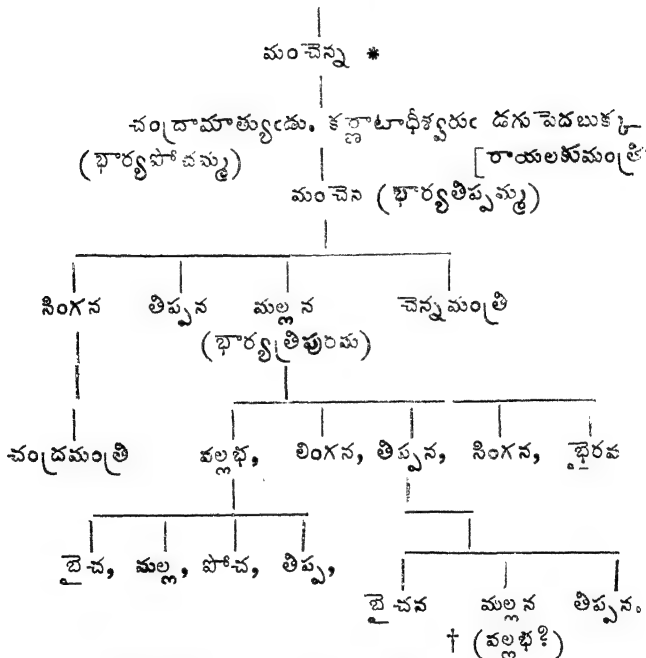 మంచెన్న *
చంద్రామాత్యుఁడు. కర్ణాటాధీశ్వరుఁ డగు పెదబుక్క
(భార్యపోచమ్మ) [రాయలకుమంత్రి
మంచెన (భార్యతిప్పమ్మ)
సింగన తిప్పన మల్లన చెన్నమంత్రి
(భార్యత్రిపురమ)
చంద్రమంత్రి వల్లభ, లింగన, తిప్పన, సింగన, భైరవ
బైచ, మల్ల, పోచ, తిప్ప,
బైచన మల్లన తిప్పన.
† (వల్లభ?)